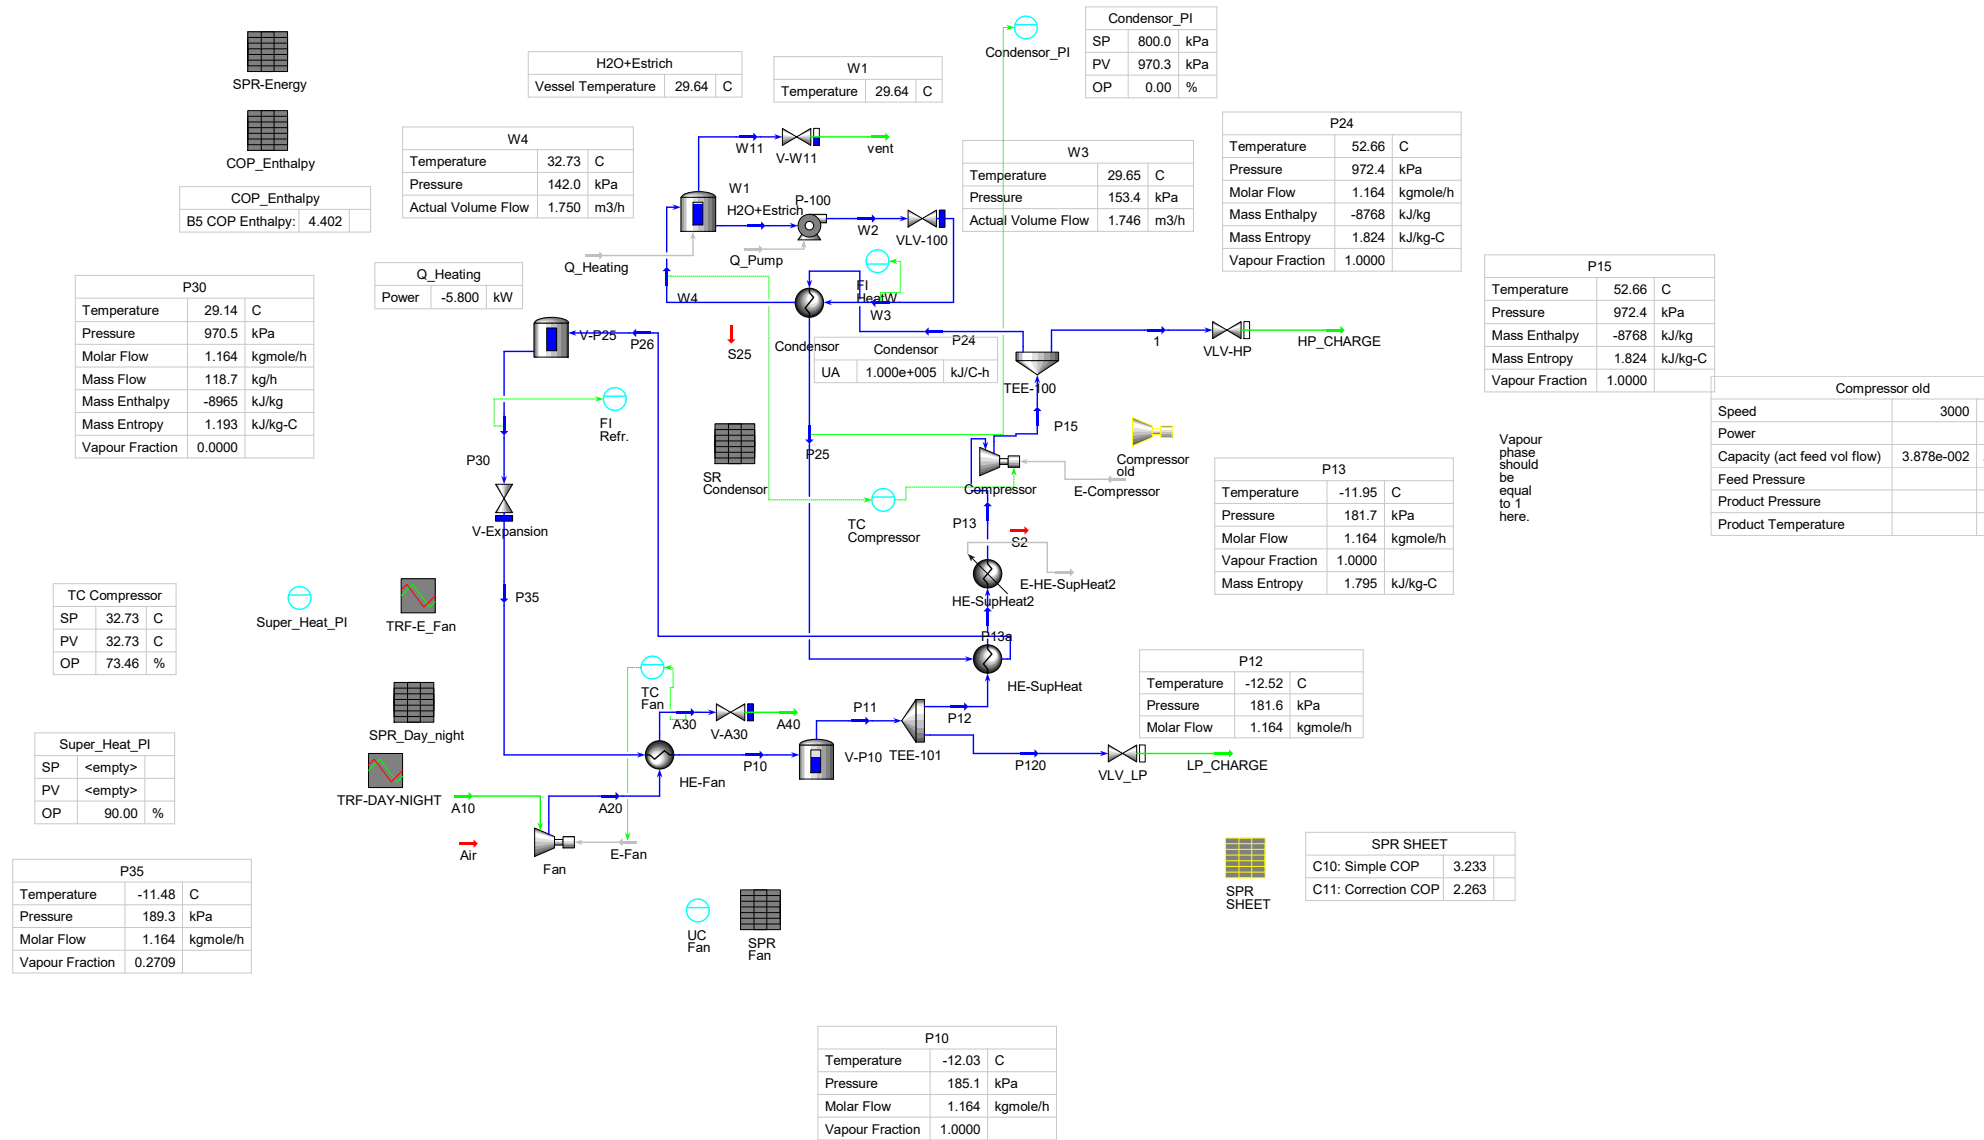 Condensor_PI
SP 800.0 kPa
PV 970.3 kPa
OP 0.00 %
Condensor_PI
SPR-Energy
H2O+Estrich
Vessel Temperature 29.64 C
W1
Temperature 29.64 C
COP_Enthalpy
W4
Temperature 32.73 C
Pressure 142.0 kPa
Actual Volume Flow 1.750 m3/h
W11
V-W11
vent
W3
Temperature 29.65 C
Pressure 153.4 kPa
Actual Volume Flow 1.746 m3/h
P24
Temperature 52.66 C
Pressure 972.4 kPa
Molar Flow 1.164 kgmole/h
Mass Enthalpy -8768 kJ/kg
Mass Entropy 1.824 kJ/kg-C
Vapour Fraction 1.0000
COP_Enthalpy
B5 COP Enthalpy: 4.402
W1
H2O+Estrich
P-100
W2
VLV-100
Q_Heating
Q_Pump
Q_Heating
Power -5.800 kW
FI
HeatW
W4
W3
P30
Temperature 29.14 C
Pressure 970.5 kPa
Molar Flow 1.164 kgmole/h
Mass Flow 118.7 kg/h
Mass Enthalpy -8965 kJ/kg
Mass Entropy 1.193 kJ/kg-C
Vapour Fraction 0.0000
P15
Temperature 52.66 C
Pressure 972.4 kPa
Mass Enthalpy -8768 kJ/kg
Mass Entropy 1.824 kJ/kg-C
Vapour Fraction 1.0000
V-P25
P26
S25
Condensor
P24
1
VLV-HP
HP_CHARGE
Condensor
UA 1.000e+005 kJ/C-h
TEE-100
Compressor old
Speed 3000
Power
Capacity (act feed vol flow) 3.878e-002
Feed Pressure
Product Pressure
Product Temperature
FI
Refr.
P15
P30
P25
SR
Condensor
Compressor
Compressor
old
E-Compressor
Vapour
phase
should
be
equal
to 1
here.
P13
Temperature -11.95 C
Pressure 181.7 kPa
Molar Flow 1.164 kgmole/h
Vapour Fraction 1.0000
Mass Entropy 1.795 kJ/kg-C
V-Expansion
TC
Compressor
P13
S2
E-HE-SupHeat2
HE-SupHeat2
TC Compressor
SP 32.73 C
PV 32.73 C
OP 73.46 %
Super_Heat_PI
TRF-E_Fan
P35
P13a
HE-SupHeat
P12
Temperature -12.52 C
Pressure 181.6 kPa
Molar Flow 1.164 kgmole/h
TC
Fan
A30
V-A30
A40
P11
P12
SPR_Day_night
TEE-101
Super_Heat_PI
SP <empty>
PV <empty>
OP 90.00 %
HE-Fan
P10
V-P10
P120
VLV_LP
LP_CHARGE
TRF-DAY-NIGHT
A10
A20
Air
Fan
E-Fan
SPR SHEET
C10: Simple COP 3.233
C11: Correction COP 2.263
SPR
SHEET
P35
Temperature -11.48 C
Pressure 189.3 kPa
Molar Flow 1.164 kgmole/h
Vapour Fraction 0.2709
UC
Fan
SPR
Fan
P10
Temperature -12.03 C
Pressure 185.1 kPa
Molar Flow 1.164 kgmole/h
Vapour Fraction 1.0000